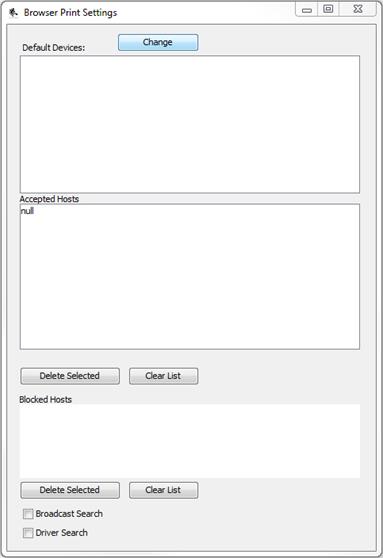 Browser Print Settings
Default Devices: Change
Accepted Hosts
null
Delete Selected Clear List
Blocked Hosts
Delete Selected Clear List
Broadcast Search
Driver Search